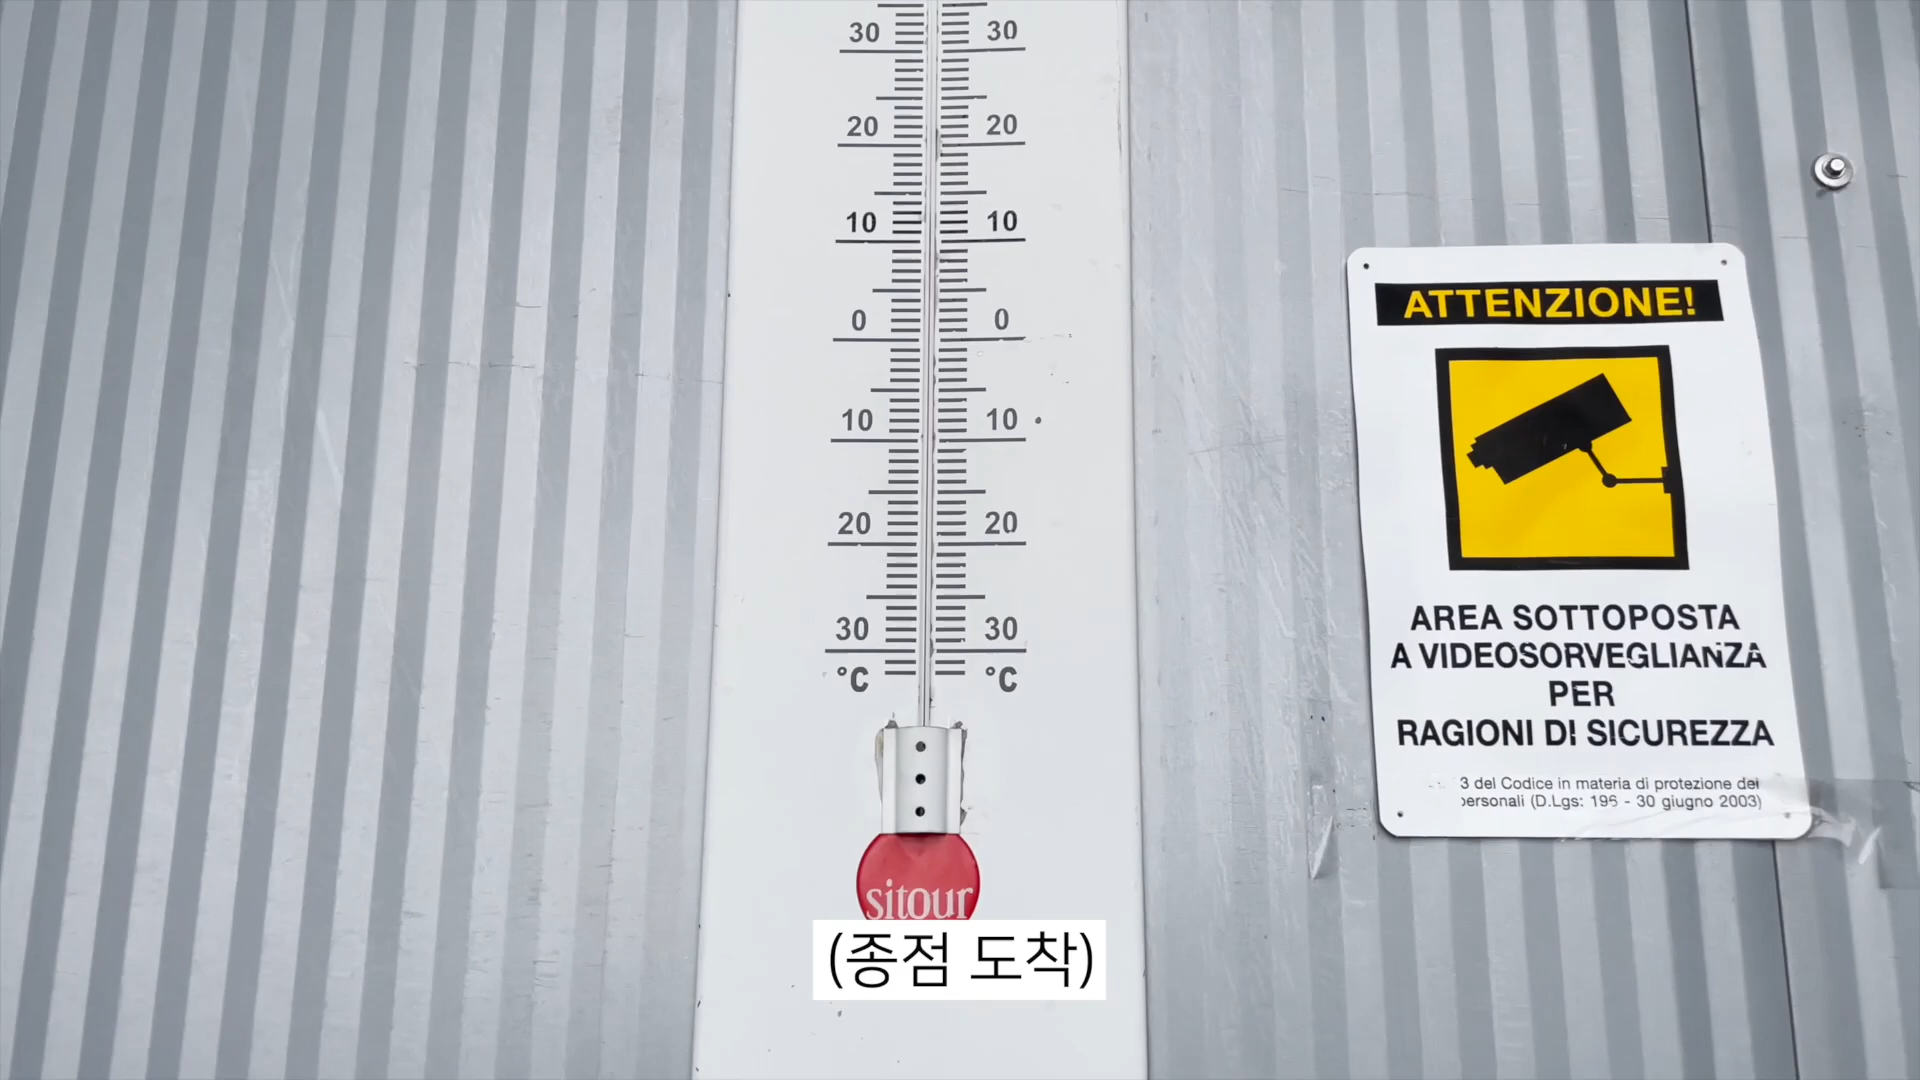 30 30
20 20
10 10
0 0
10 10
20 20
30 30
°C °C
sitour
(종점 도착)
ATTENZIONE!
AREA SOTTOPOSTA
A VIDEOSORVEGLIANZA
PER
RAGIONI DI SICUREZZA
3 del Codice in materia di protezione dei
personali (D.Lgs: 196 - 30 giugno 2003)